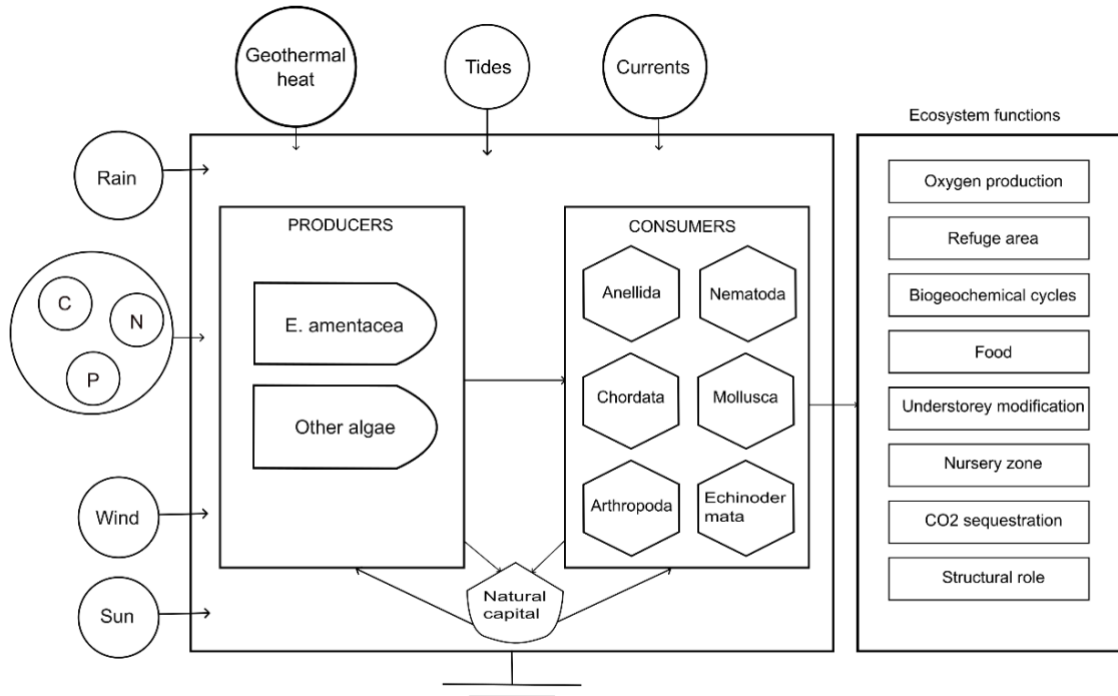 Geothermal
heat
Tides
Currents
Ecosystem functions
Rain
C
N
P
Wind
Sun
PRODUCERS
E. amentacea
Other algae
CONSUMERS
Anellida
Nematoda
Chordata
Mollusca
Arthropoda
Echinoder
mata
Natural
capital
Oxygen production
Refuge area
Biogeochemical cycles
Food
Understorey modification
Nursery zone
CO2 sequestration
Structural role